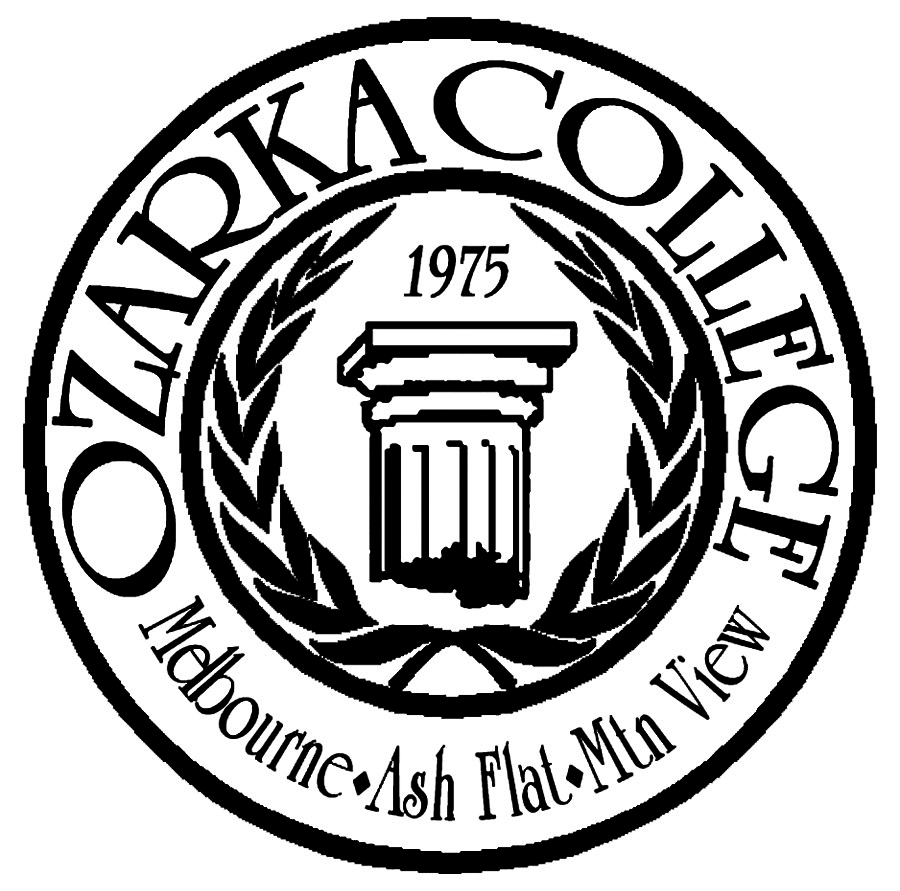 OZARKA COLLEGE
1975
Melbourne♦Ash Flat♦Mtn View